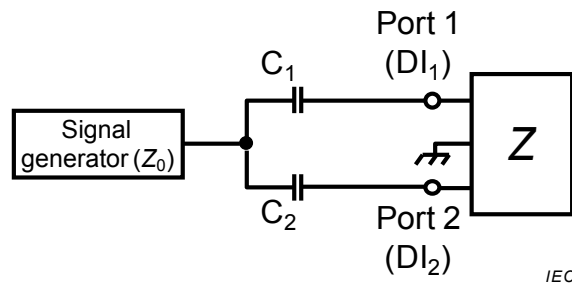 Port 1
(DI₁)
C₁
Signal
generator (Z₀)
Z
C₂
Port 2
(DI₂)
IEC